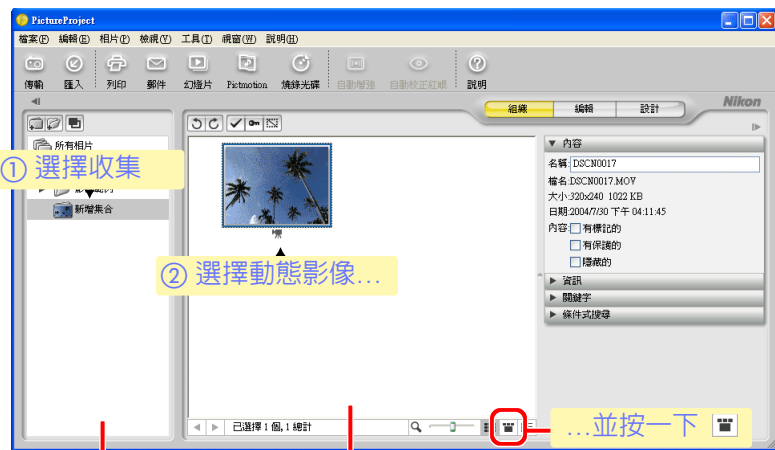 PictureProject
檔案(F) 編輯(E) 相片(P) 檢視(V) 工具(T) 視窗(W) 說明(H)
傳輸 匯入 列印 郵件 幻燈片 Pictmotion 燒錄光碟 自動增強 自動校正紅眼 說明
組織 編輯 設計 Nikon
所有相片
① 選擇收集
新增集合
② 選擇動態影像...
內容
名稱: DSCN0017
檔名:DSCN0017.MOV
大小:320x240 1022 KB
日期:2004/7/30 下午 04:11:45
內容: 有標記的
有保護的
隱藏的
資訊
關鍵字
條件式搜尋
已選擇 1 個, 1 總計
...並按一下